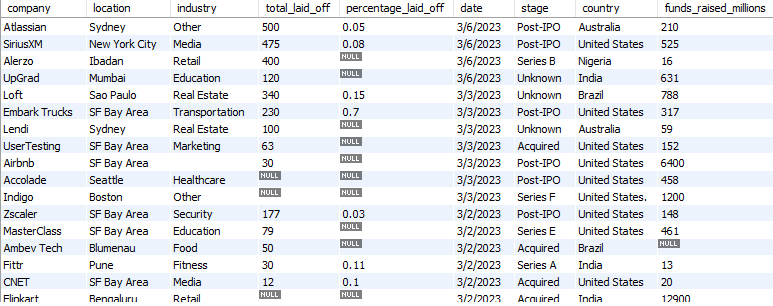 company location industry total_laid_off percentage_laid_off date stage country funds_raised_millions
Atlassian Sydney Other 500 0.05 3/6/2023 Post-IPO Australia 210
SiriusXM New York City Media 475 0.08 3/6/2023 Post-IPO United States 525
Alerzo Ibadan Retail 400 NULL 3/6/2023 Series B Nigeria 16
UpGrad Mumbai Education 120 NULL 3/6/2023 Unknown India 631
Loft Sao Paulo Real Estate 340 0.15 3/3/2023 Unknown Brazil 788
Embark Trucks SF Bay Area Transportation 230 0.7 3/3/2023 Post-IPO United States 317
Lendi Sydney Real Estate 100 NULL 3/3/2023 Unknown Australia 59
UserTesting SF Bay Area Marketing 63 NULL 3/3/2023 Acquired United States 152
Airbnb SF Bay Area 30 NULL 3/3/2023 Post-IPO United States 6400
Accolade Seattle Healthcare NULL NULL 3/3/2023 Post-IPO United States 458
Indigo Boston Other NULL NULL 3/3/2023 Series F United States. 1200
Zscaler SF Bay Area Security 177 0.03 3/2/2023 Post-IPO United States 148
MasterClass SF Bay Area Education 79 NULL 3/2/2023 Series E United States 461
Ambev Tech Blumenau Food 50 NULL 3/2/2023 Acquired Brazil NULL
Fittr Pune Fitness 30 0.11 3/2/2023 Series A India 13
CNET SF Bay Area Media 12 0.1 3/2/2023 Acquired United States 20
Flipkart Bengaluru Retail NULL NULL 3/2/2023 Acquired India 12900